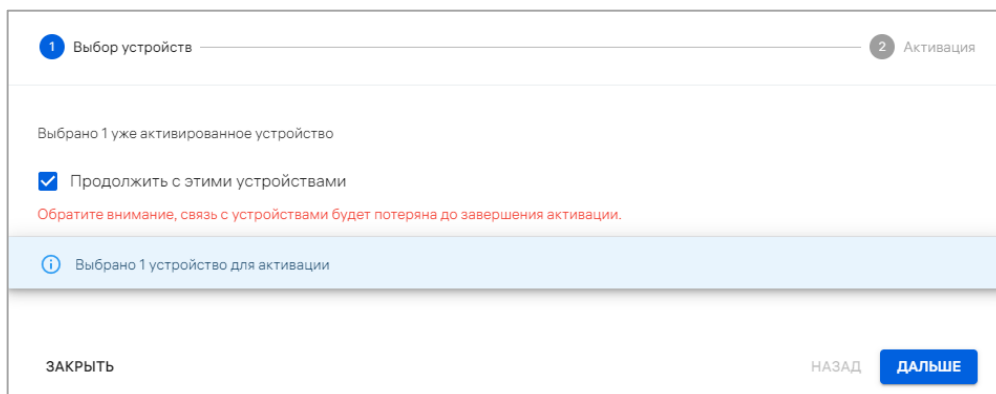 1 Выбор устройств 2 Активация
Выбрано 1 уже активированное устройство
Продолжить с этими устройствами
Обратите внимание, связь с устройствами будет потеряна до завершения активации.
Выбрано 1 устройство для активации
ЗАКРЫТЬ НАЗАД ДАЛЬШЕ